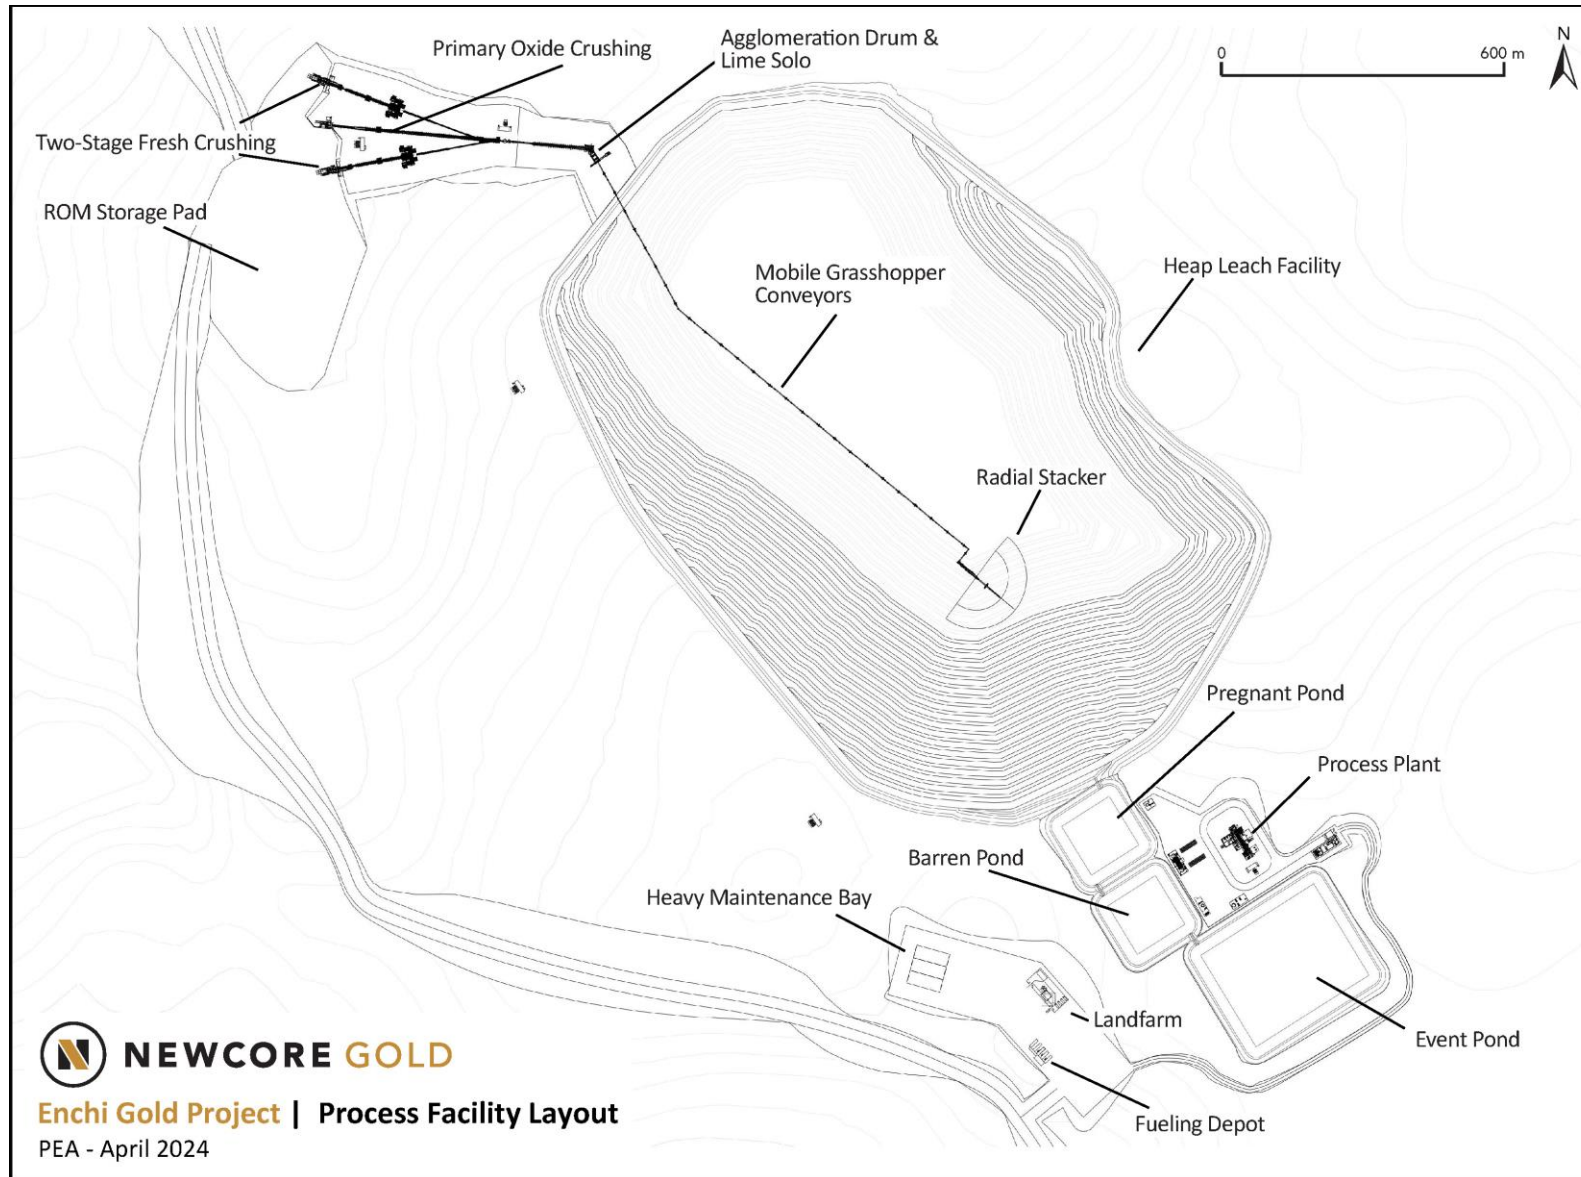 Primary Oxide Crushing
Agglomeration Drum &
Lime Solo
0
600 m
N
Two-Stage Fresh Crushing
ROM Storage Pad
Mobile Grasshopper
Conveyors
Heap Leach Facility
Radial Stacker
Pregnant Pond
Process Plant
Barren Pond
Heavy Maintenance Bay
Landfarm
Event Pond
Fueling Depot
N NEWCORE GOLD
Enchi Gold Project | Process Facility Layout
PEA - April 2024